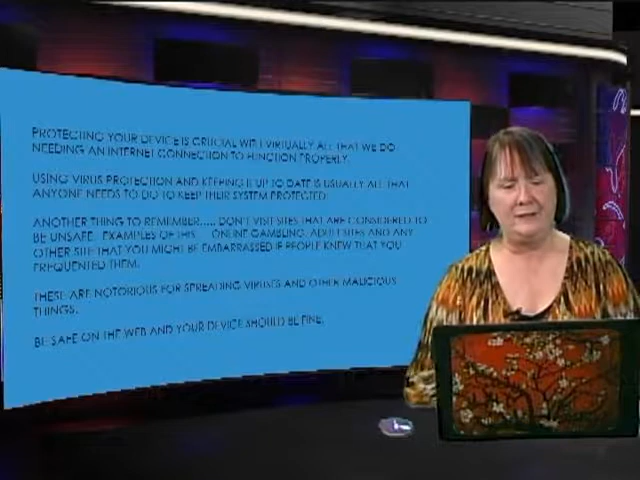 PROTECTING YOUR DEVICE IS CRUCIAL WITH VIRTUALLY ALL THAT WE DO
NEEDING AN INTERNET CONNECTION TO FUNCTION PROPERLY.
USING VIRUS PROTECTION AND KEEPING IT UP TO DATE IS USUALLY ALL THAT
ANYONE NEEDS TO DO TO KEEP THEIR SYSTEM PROTECTED.
ANOTHER THING TO REMEMBER..... DON'T VISIT SITES THAT ARE CONSIDERED TO
BE UNSAFE. EXAMPLES OF THIS... ONLINE GAMBLING, ADULT SITES AND ANY
OTHER SITE THAT YOU MIGHT BE EMBARRASSED IF PEOPLE KNEW THAT YOU
FREQUENTED THEM.
THESE ARE NOTORIOUS FOR SPREADING VIRUSES AND OTHER MALICIOUS
THINGS.
BE SAFE ON THE WEB AND YOUR DEVICE SHOULD BE FINE.